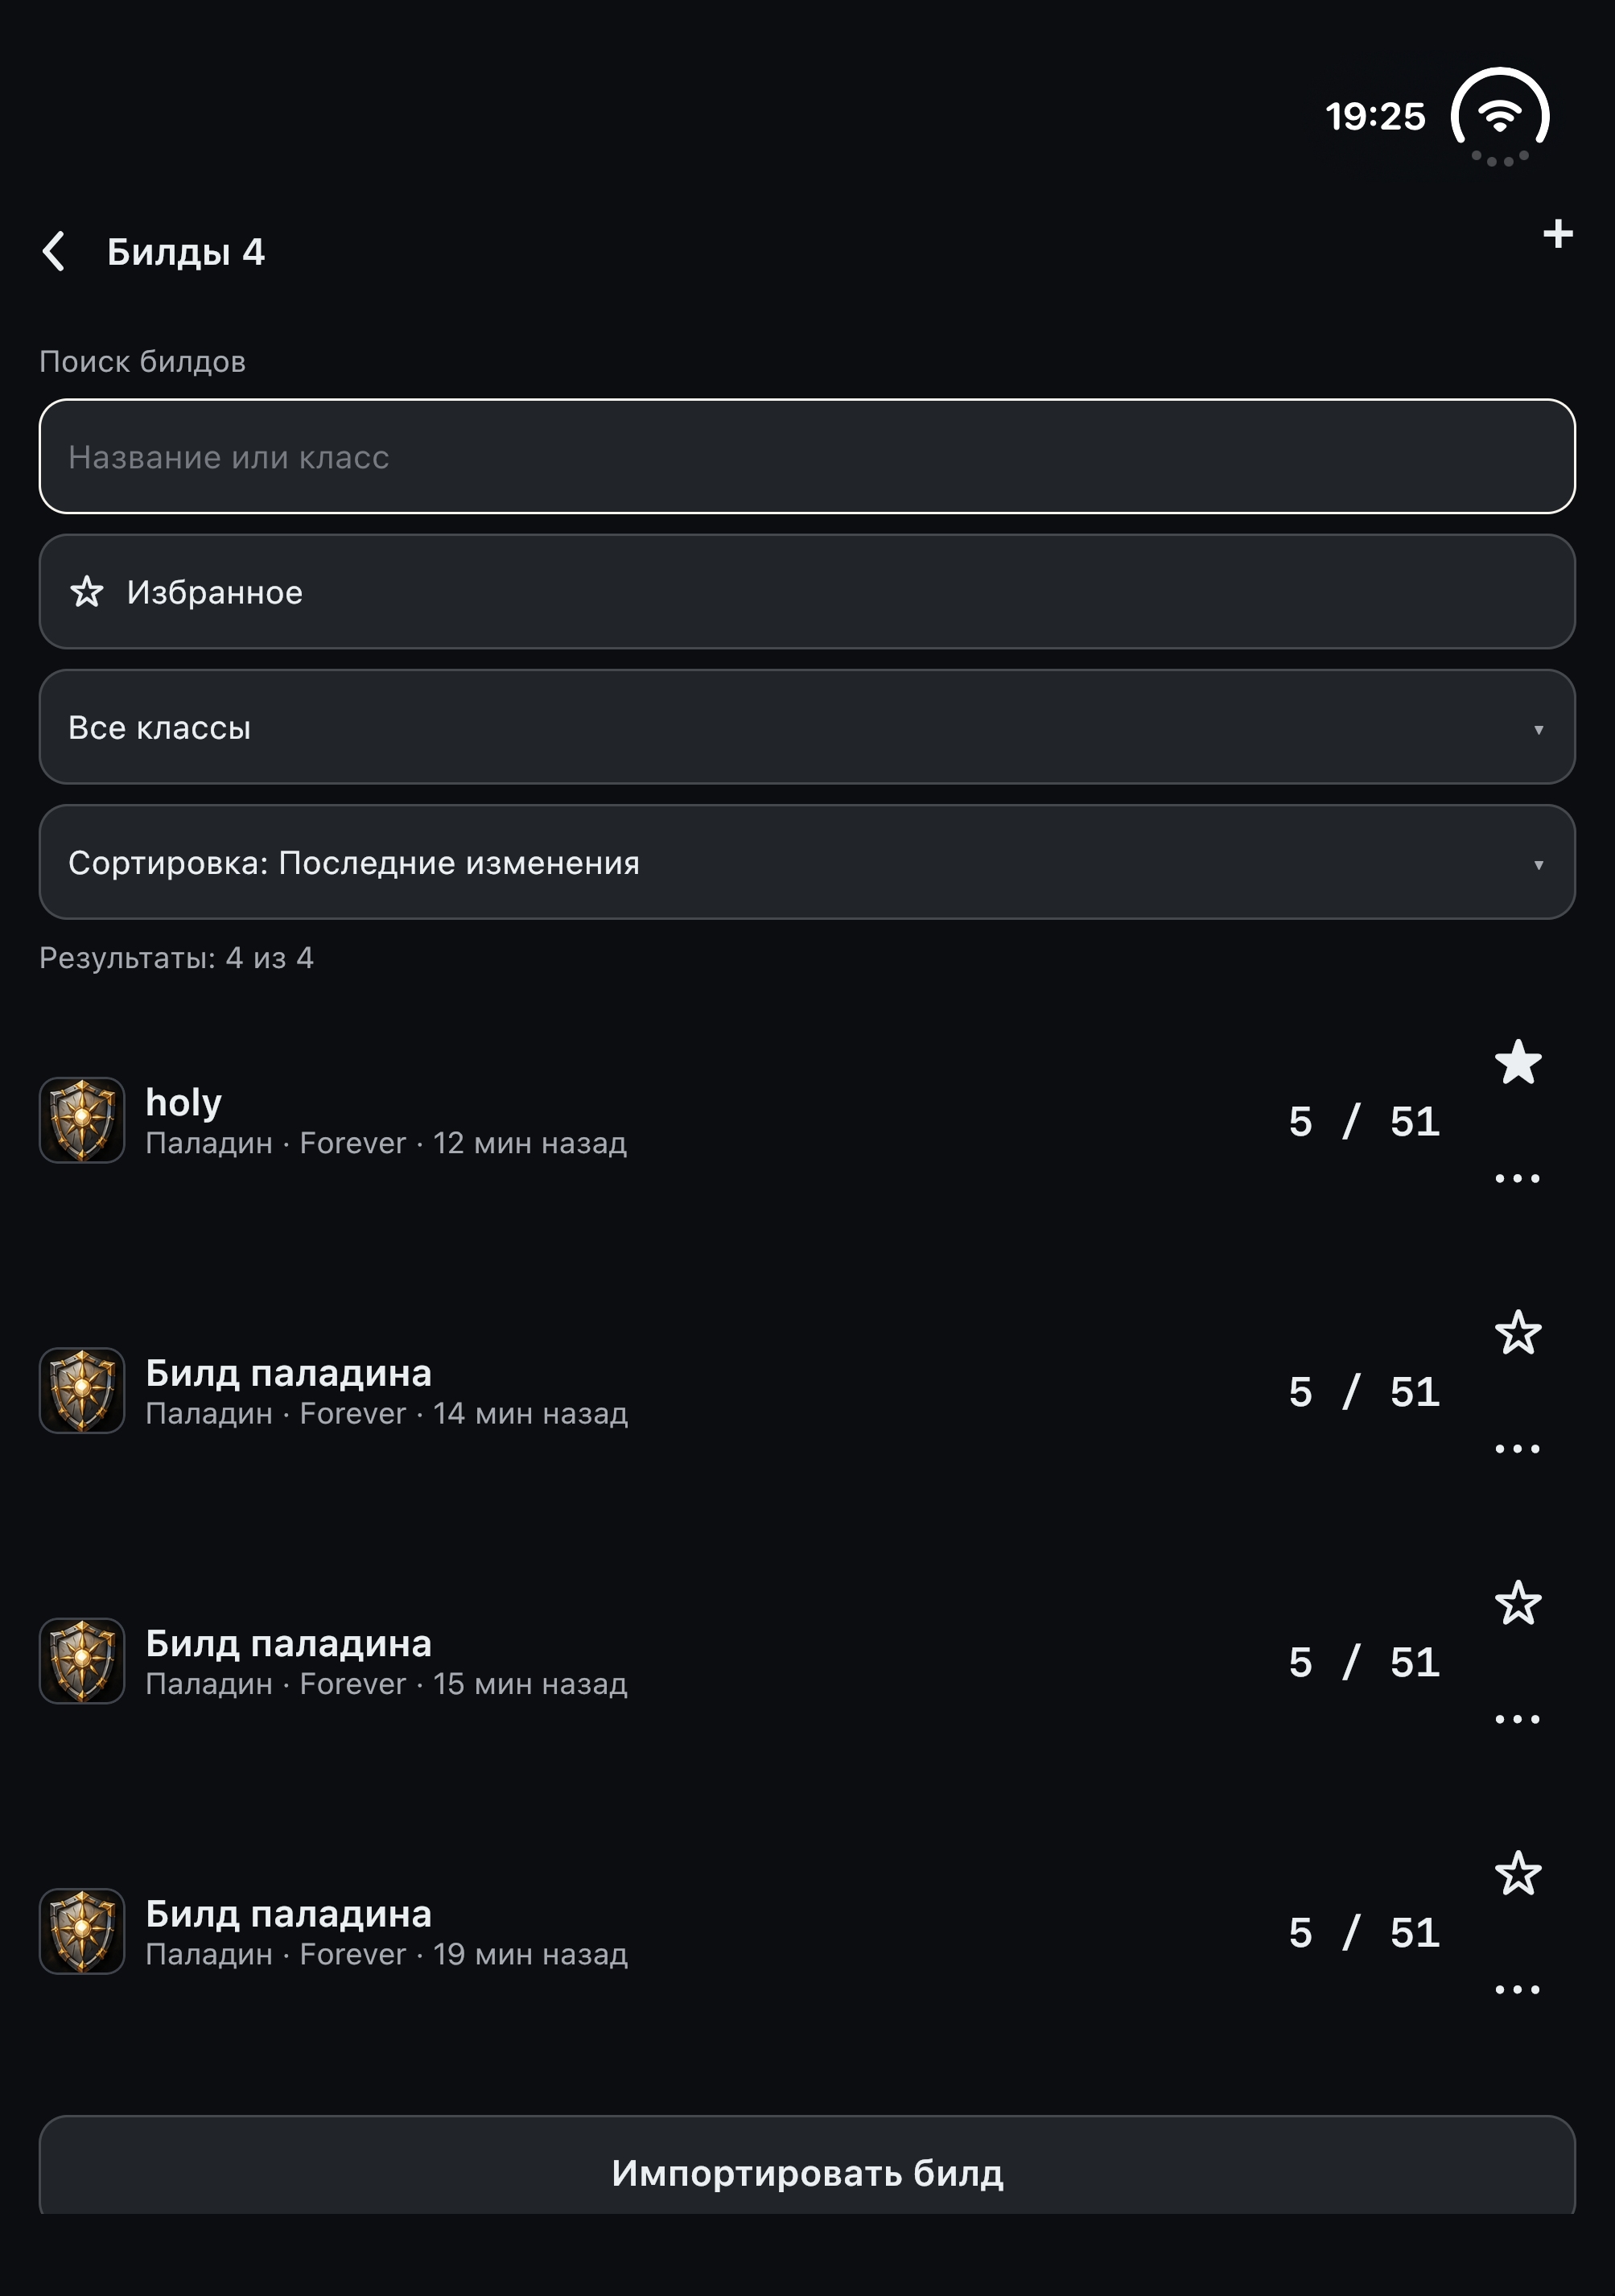 19:25
Билды 4
+
Поиск билдов
Название или класс
Избранное
Все классы
Сортировка: Последние изменения
Результаты: 4 из 4
holy
Паладин · Forever · 12 мин назад
5 / 51
Билд паладина
Паладин · Forever · 14 мин назад
5 / 51
Билд паладина
Паладин · Forever · 15 мин назад
5 / 51
Билд паладина
Паладин · Forever · 19 мин назад
5 / 51
Импортировать билд